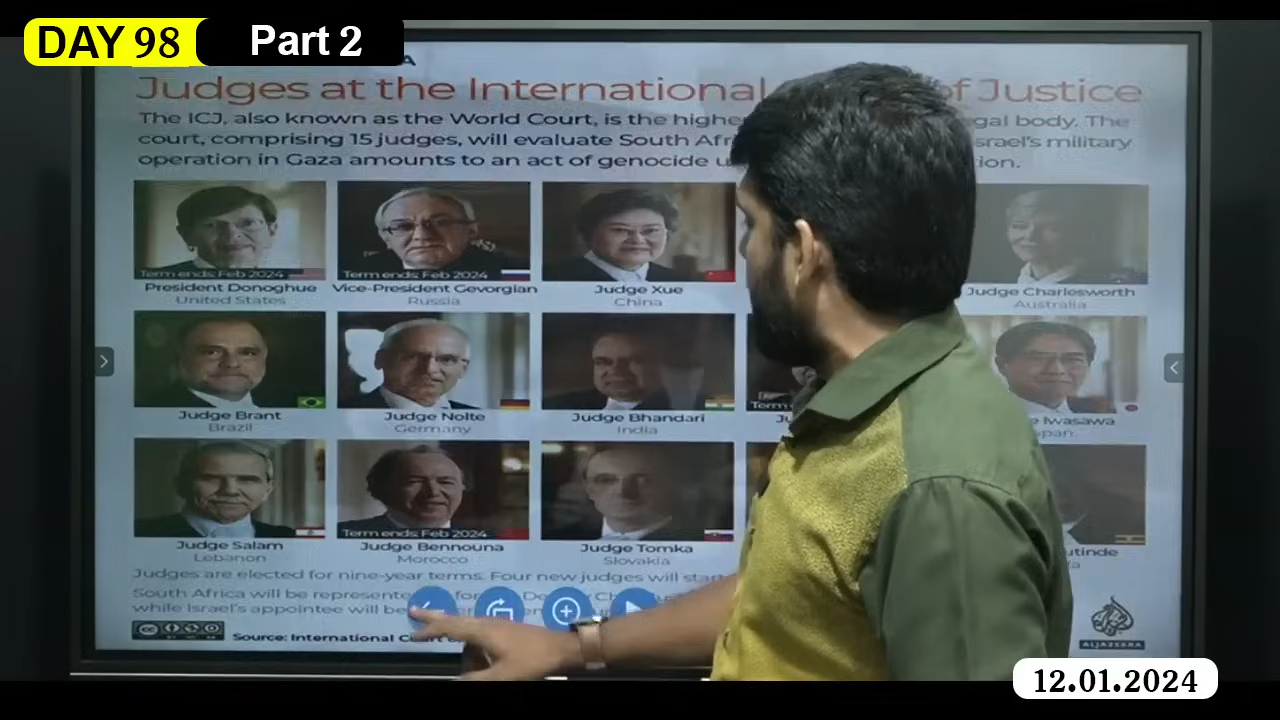 DAY 98 Part 2
Judges at the International of Justice
The ICJ, also known as the World Court, is the highe egal body. The
court, comprising 15 judges, will evaluate South Afr srael's military
operation in Gaza amounts to an act of genocide u ion.
Term ends: Feb 2024 Term ends: Feb 2024
President Donoghue Vice-President Gevorgian Judge Xue Judge Charlesworth
United States Russia China Australia
Term
Judge Brant Judge Nolte Judge Bhandari Ju e Iwasawa
Brazil Germany India pan
Term ends: Feb 2024
Judge Salam Judge Bennouna Judge Tomka utinde
Lebanon Morocco Slovakia
Judges are elected for nine-year terms. Four new judges will start
South Africa will be represente
while Israel's appointee will be
Source: International C
ALJAZEERA
12.01.2024